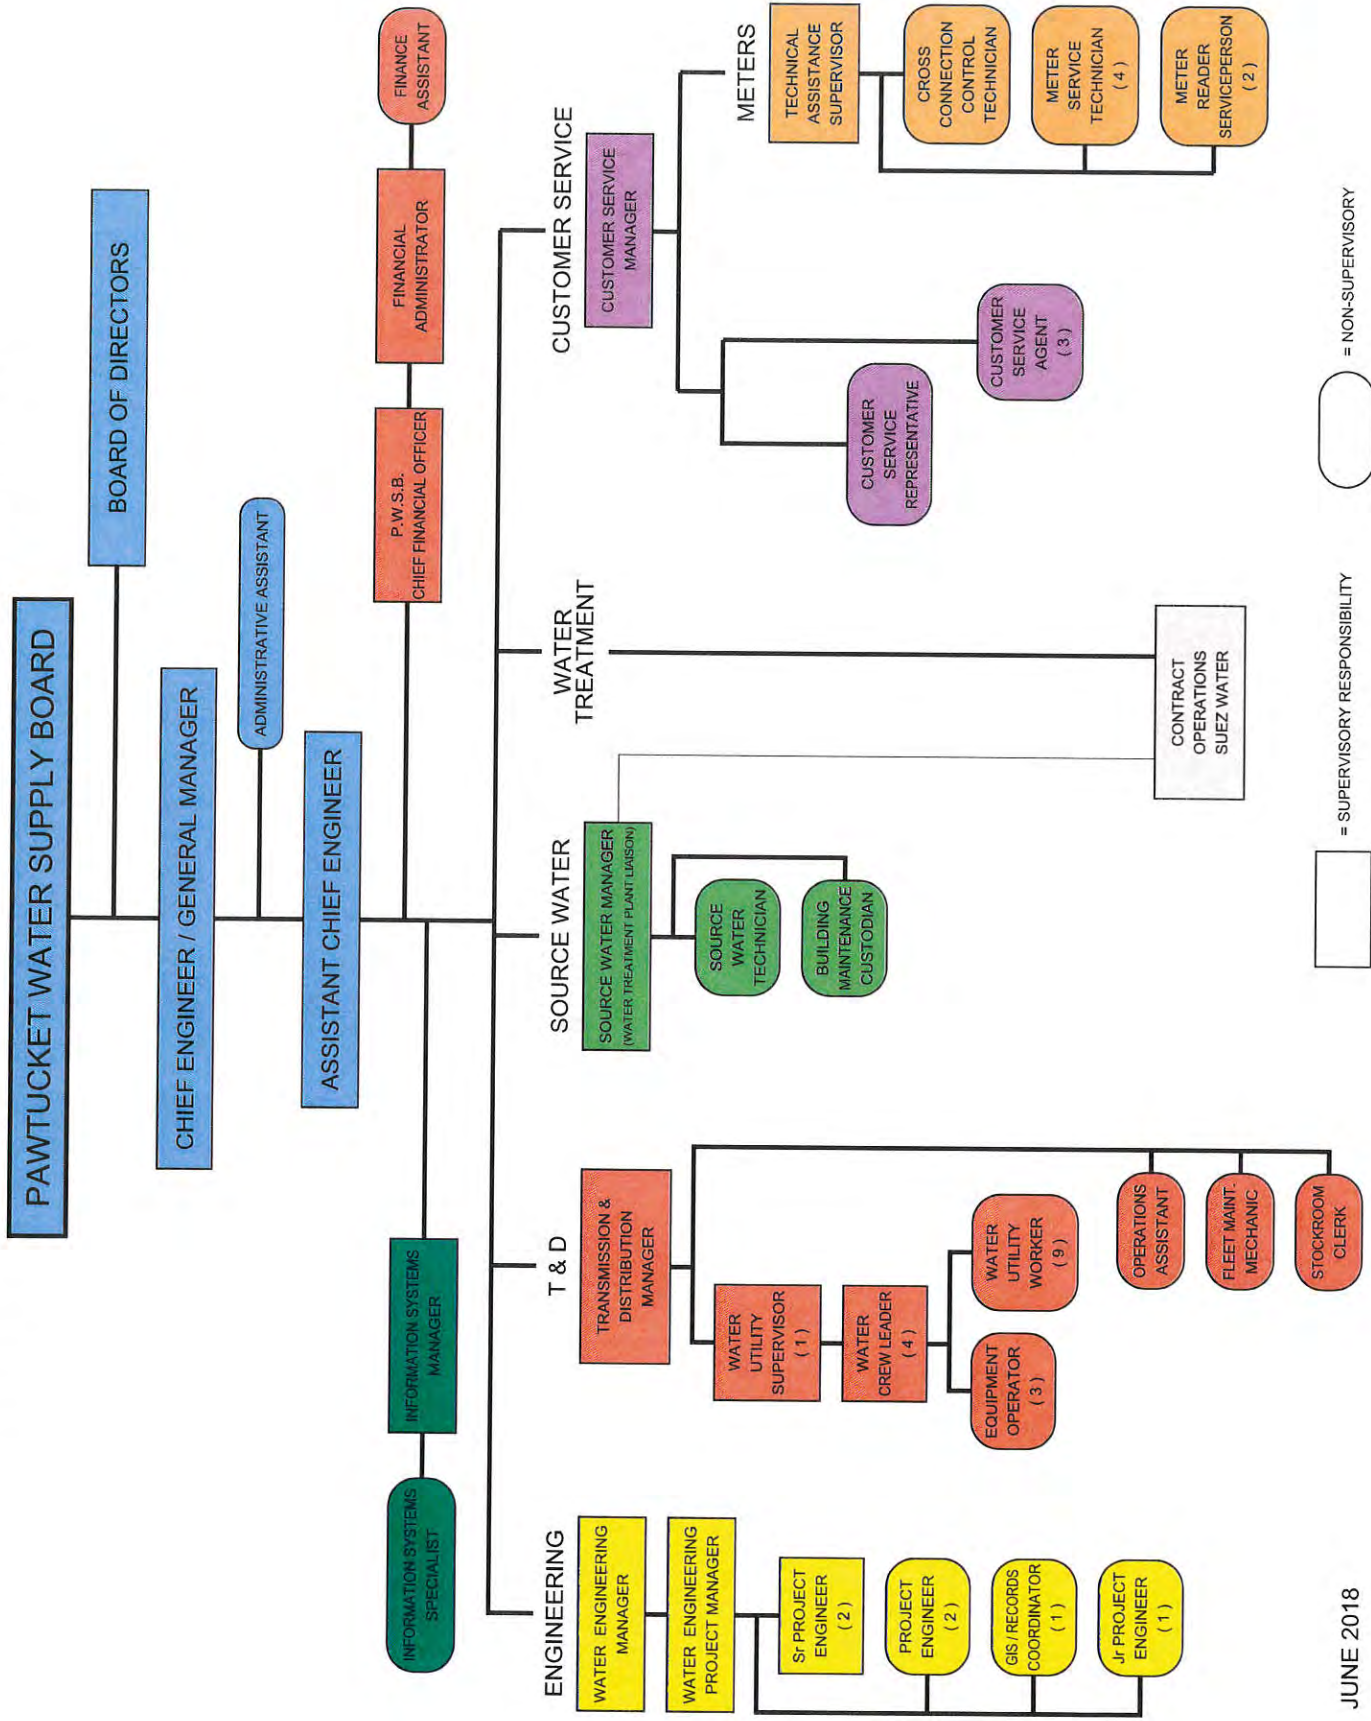 PAWTUCKET WATER SUPPLY BOARD
BOARD OF DIRECTORS
CHIEF ENGINEER / GENERAL MANAGER
ADMINISTRATIVE ASSISTANT
ASSISTANT CHIEF ENGINEER
P.W.S.B.
CHIEF FINANCIAL OFFICER
FINANCIAL
ADMINISTRATOR
FINANCE
ASSISTANT
INFORMATION SYSTEMS
SPECIALIST
INFORMATION SYSTEMS
MANAGER
ENGINEERING
WATER ENGINEERING
MANAGER
WATER ENGINEERING
PROJECT MANAGER
Sr PROJECT
ENGINEER
( 2 )
PROJECT
ENGINEER
( 2 )
GIS / RECORDS
COORDINATOR
( 1 )
Jr PROJECT
ENGINEER
( 1 )
T & D
TRANSMISSION &
DISTRIBUTION
MANAGER
WATER
UTILITY
SUPERVISOR
( 1 )
WATER
CREW LEADER
( 4 )
EQUIPMENT
OPERATOR
( 3 )
WATER
UTILITY
WORKER
( 9 )
OPERATIONS
ASSISTANT
FLEET MAINT.
MECHANIC
STOCKROOM
CLERK
SOURCE WATER
SOURCE WATER MANAGER
(WATER TREATMENT PLANT LIAISON)
SOURCE
WATER
TECHNICIAN
BUILDING
MAINTENANCE
CUSTODIAN
WATER
TREATMENT
CONTRACT
OPERATIONS
SUEZ WATER
CUSTOMER SERVICE
CUSTOMER SERVICE
MANAGER
CUSTOMER
SERVICE
REPRESENTATIVE
CUSTOMER
SERVICE
AGENT
( 3 )
METERS
TECHNICAL
ASSISTANCE
SUPERVISOR
CROSS
CONNECTION
CONTROL
TECHNICIAN
METER
SERVICE
TECHNICIAN
( 4 )
METER
READER
SERVICEPERSON
( 2 )
JUNE 2018
= SUPERVISORY RESPONSIBILITY
= NON-SUPERVISORY